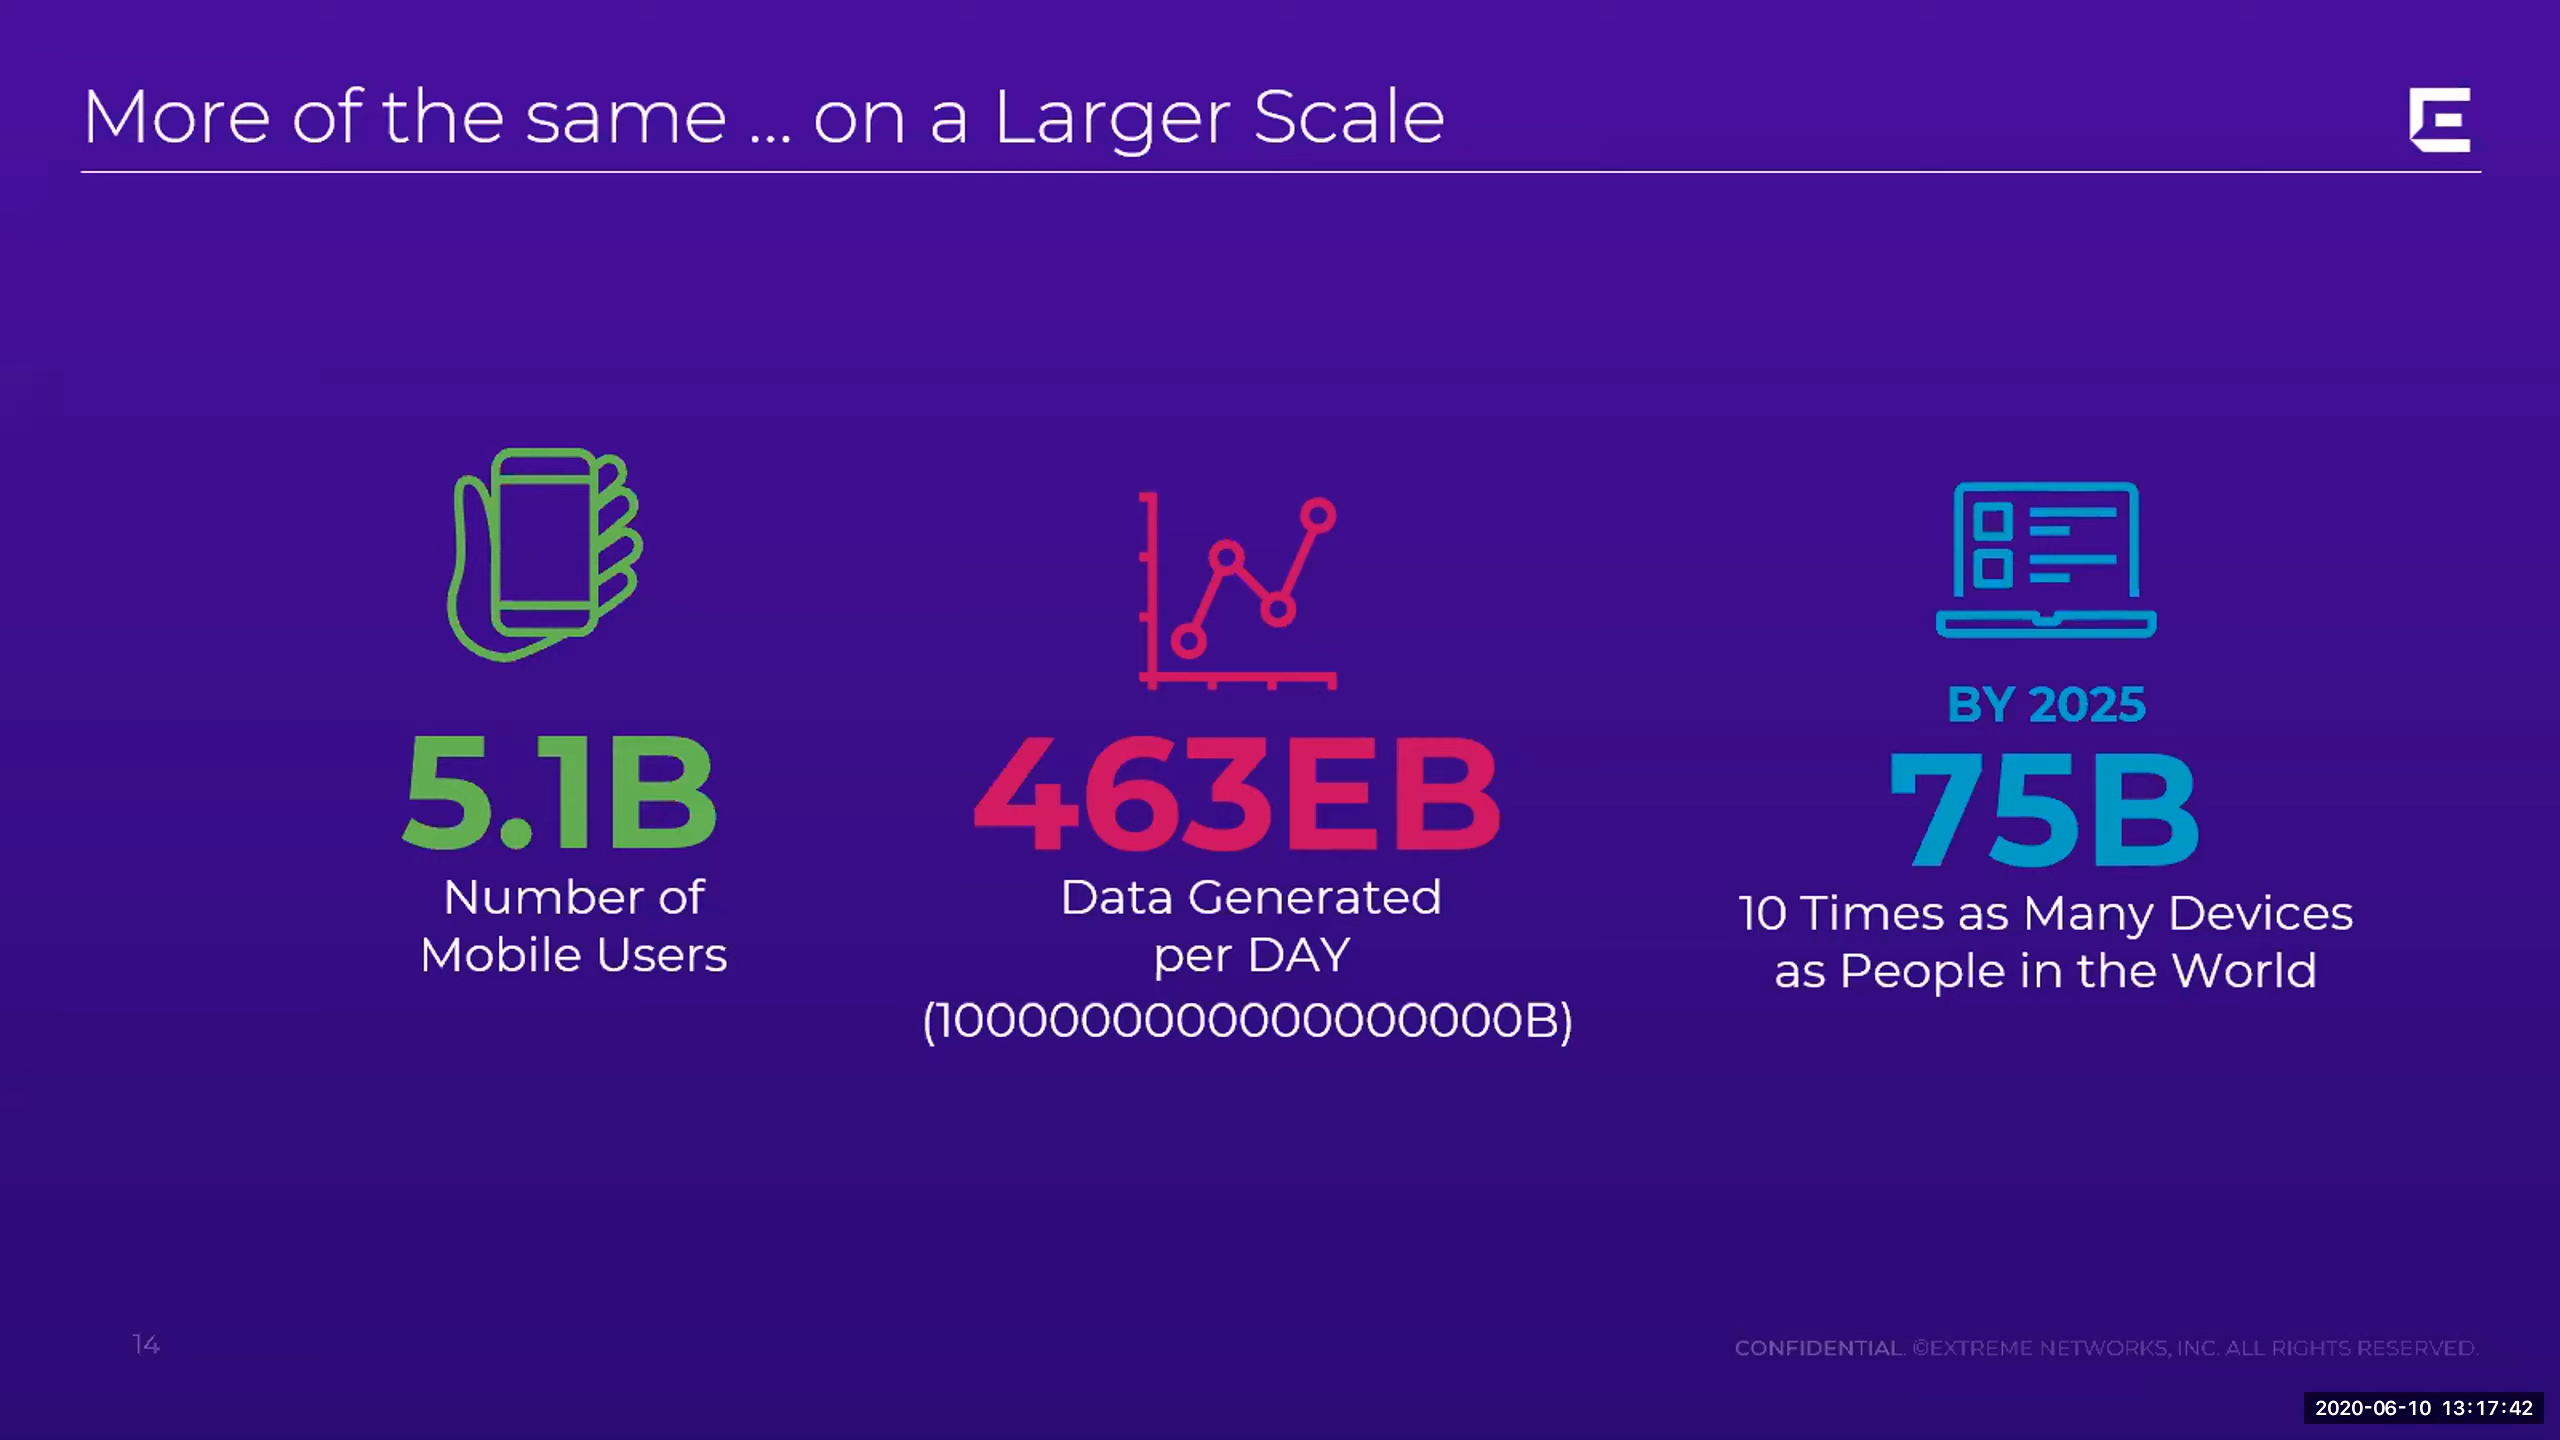 More of the same ... on a Larger Scale
5.1B
Number of
Mobile Users
463EB
Data Generated
per DAY
(1000000000000000000B)
BY 2025
75B
10 Times as Many Devices
as People in the World
14
CONFIDENTIAL. ©EXTREME NETWORKS, INC. ALL RIGHTS RESERVED.
2020-06-10 13:17:42